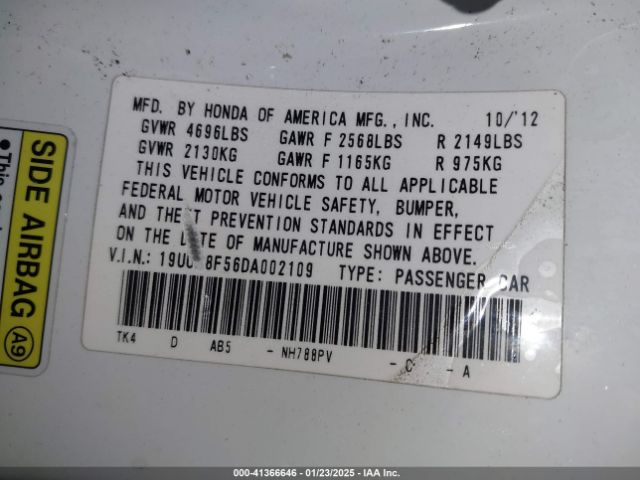 MFD. BY HONDA OF AMERICA MFG., INC. 10/'12
GVWR 4696LBS GAWR F 2568LBS R 2149LBS
GVWR 2130KG GAWR F 1165KG R 975KG
THIS VEHICLE CONFORMS TO ALL APPLICABLE
FEDERAL MOTOR VEHICLE SAFETY, BUMPER,
AND THEFT PREVENTION STANDARDS IN EFFECT
ON THE DATE OF MANUFACTURE SHOWN ABOVE.
V.I.N.: TYPE: PASSENGER CAR
TK4 D AB5 - NH788PV - C - A
SIDE AIRBAG
A9
000-41366646 - 01/23/2025 - IAA Inc.